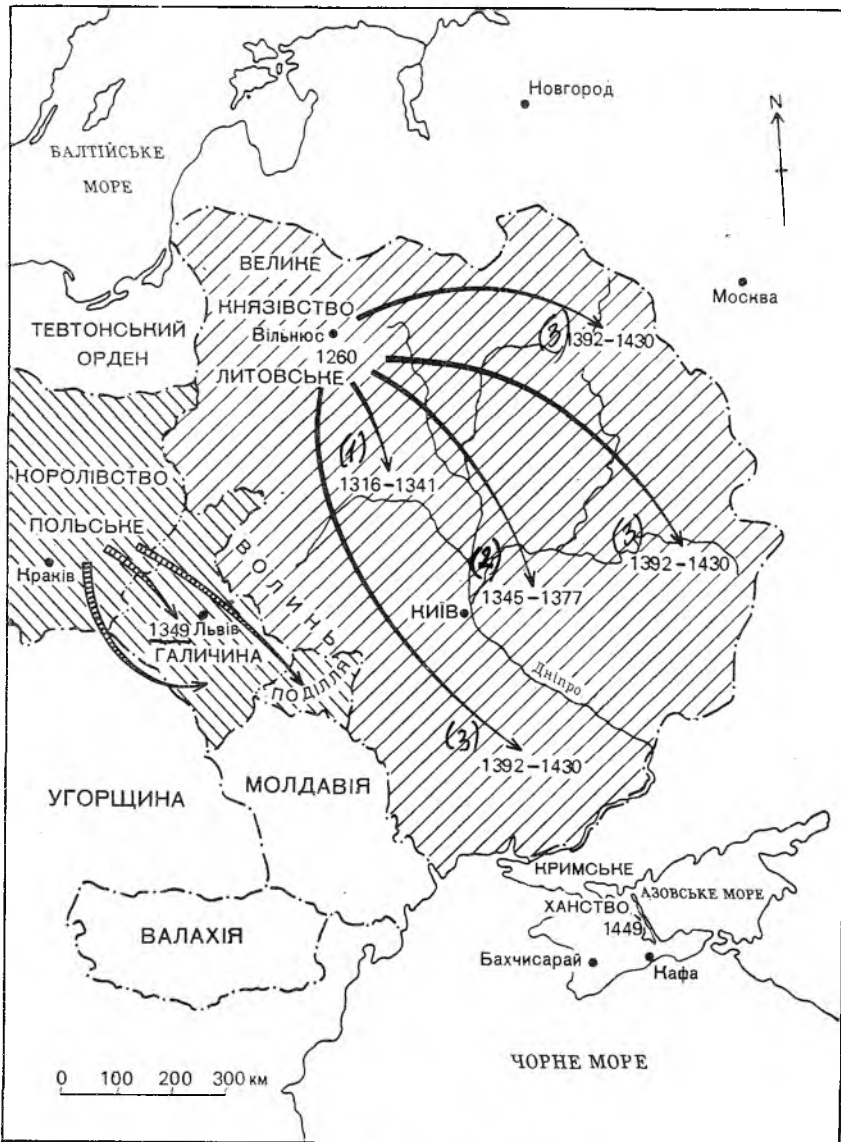 Новгород
N
БАЛТІЙСЬКЕ
МОРЕ
ВЕЛИКЕ
Москва
КНЯЗІВСТВО
ТЕВТОНСЬКИЙ
ОРДЕН
Вільнюс
1260
(3)
1392–1430
ЛИТОВСЬКЕ
(1)
1316–1341
КОРОЛІВСТВО
ПОЛЬСЬКЕ
ВОЛИНЬ
(3)
1392–1430
Краків
(2)
1345–1377
КИЇВ
1349 Львів
ГАЛИЧИНА
ПОДІЛЛЯ
Дніпро
(3)
1392–1430
УГОРЩИНА
МОЛДАВІЯ
КРИМСЬКЕ
АЗОВСЬКЕ МОРЕ
ХАНСТВО
1449
ВАЛАХІЯ
Бахчисарай
Кафа
ЧОРНЕ МОРЕ
0 100 200 300 км